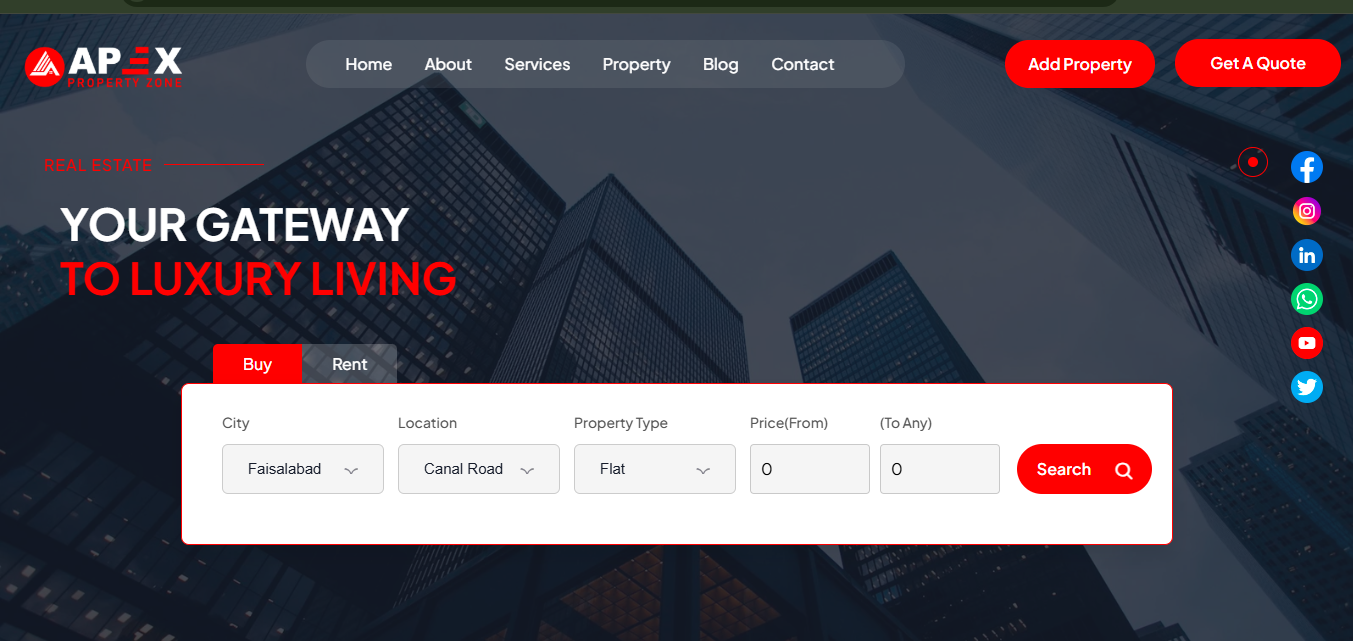 APEX
PROPERTY ZONE
Home About Services Property Blog Contact
Add Property
Get A Quote
REAL ESTATE
YOUR GATEWAY
TO LUXURY LIVING
Buy Rent
City Location Property Type Price(From) (To Any)
Faisalabad Canal Road Flat 0 0 Search